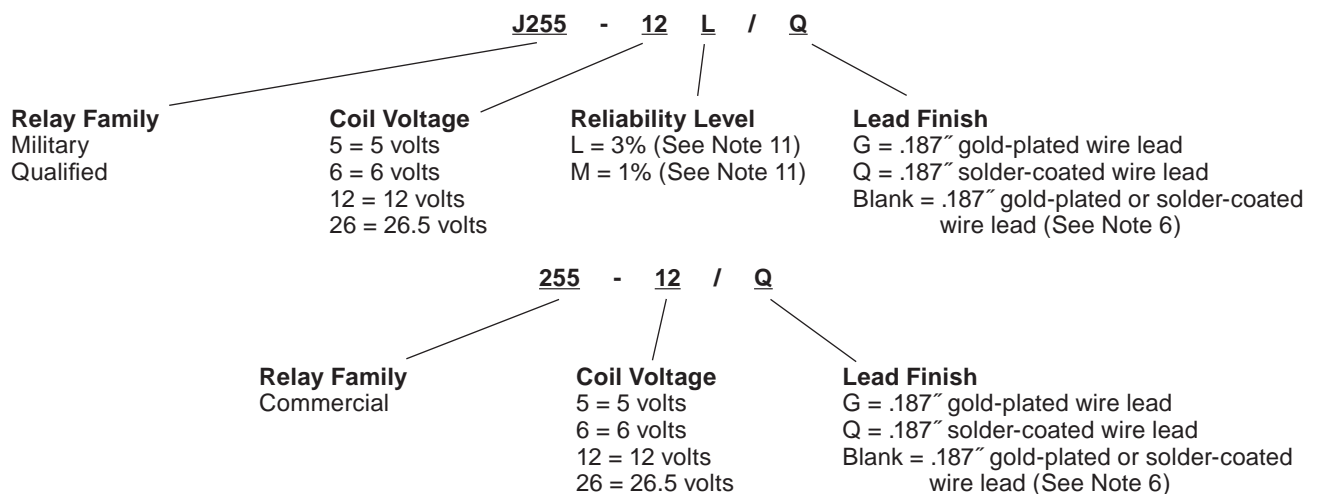 J255 - 12 L / Q
Relay Family
Military
Qualified
Coil Voltage
5 = 5 volts
6 = 6 volts
12 = 12 volts
26 = 26.5 volts
Reliability Level
L = 3% (See Note 11)
M = 1% (See Note 11)
Lead Finish
G = .187˝ gold-plated wire lead
Q = .187˝ solder-coated wire lead
Blank = .187˝ gold-plated or solder-coated
wire lead (See Note 6)
255 - 12 / Q
Relay Family
Commercial
Coil Voltage
5 = 5 volts
6 = 6 volts
12 = 12 volts
26 = 26.5 volts
Lead Finish
G = .187˝ gold-plated wire lead
Q = .187˝ solder-coated wire lead
Blank = .187˝ gold-plated or solder-coated
wire lead (See Note 6)